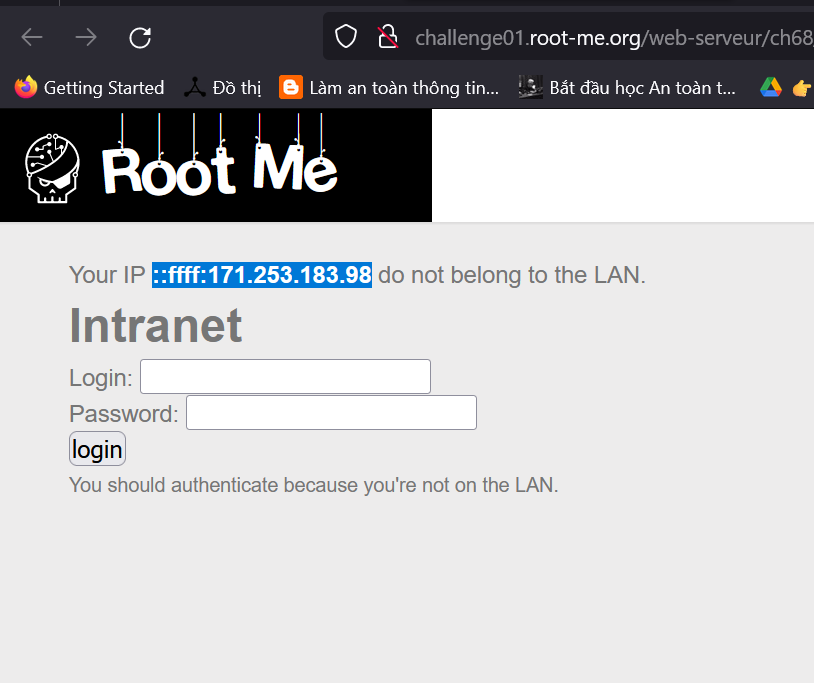 challenge01.root-me.org/web-serveur/ch68/
Getting Started Đồ thị Làm an toàn thông tin... Bắt đầu học An toàn t...
Root Me
Your IP ::ffff:171.253.183.98 do not belong to the LAN.
Intranet
Login:
Password:
login
You should authenticate because you're not on the LAN.